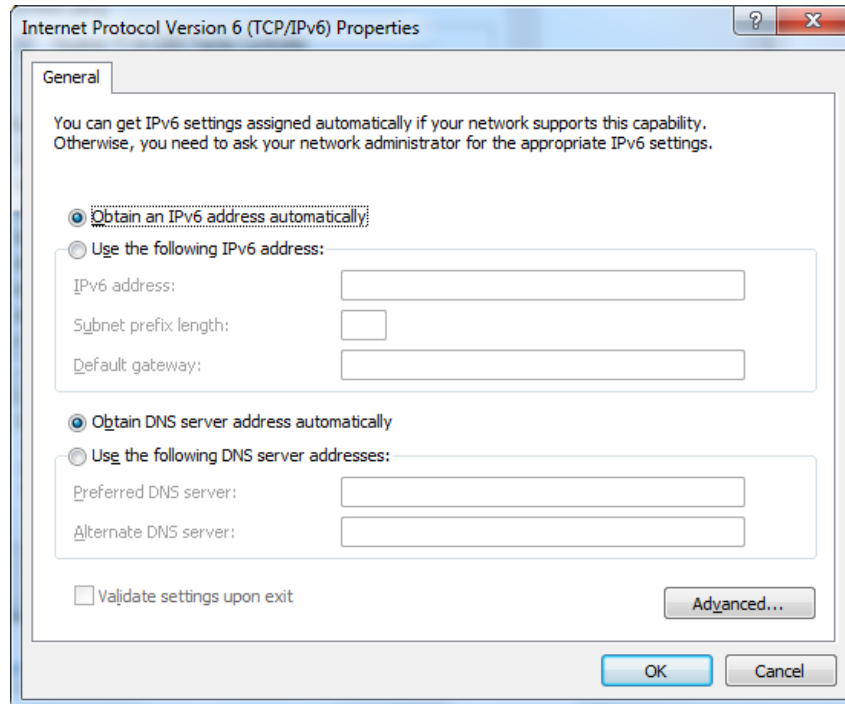 Internet Protocol Version 6 (TCP/IPv6) Properties
General
You can get IPv6 settings assigned automatically if your network supports this capability.
Otherwise, you need to ask your network administrator for the appropriate IPv6 settings.
Obtain an IPv6 address automatically
Use the following IPv6 address:
IPv6 address:
Subnet prefix length:
Default gateway:
Obtain DNS server address automatically
Use the following DNS server addresses:
Preferred DNS server:
Alternate DNS server:
Validate settings upon exit
Advanced...
OK Cancel